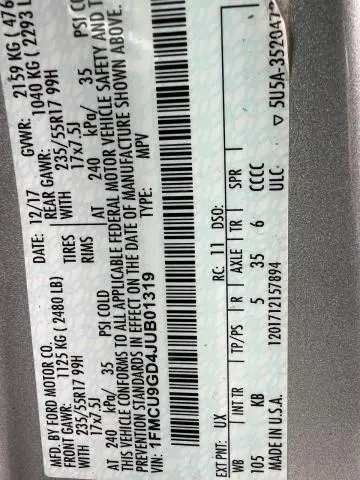 MFD. BY FORD MOTOR CO.
DATE: 12/17
GVWR: 2159 KG ( 476
FRONT GAWR: 1125 KG ( 2480 LB)
REAR GAWR: 1040 KG ( 2293 L
WITH 235/55R17 99H TIRES WITH 235/55R17 99H
17x7.5J RIMS 17x7.5J
AT 240 kPa/ 35 PSI COLD AT 240 kPa/ 35 PSI C
THIS VEHICLE CONFORMS TO ALL APPLICABLE FEDERAL MOTOR VEHICLE SAFETY AND T
PREVENTION STANDARDS IN EFFECT ON THE DATE OF MANUFACTURE SHOWN ABOVE.
VIN: 1FMCU9GD4JUB01319
TYPE: MPV
EXT PNT: UX RC: 11 DSO:
WB INT TR TP/PS R AXLE TR SPR
105 KB 5 35 6 CCCC
MADE IN U.S.A. 1201712157894 ULC
▽ 5U5A-3520472